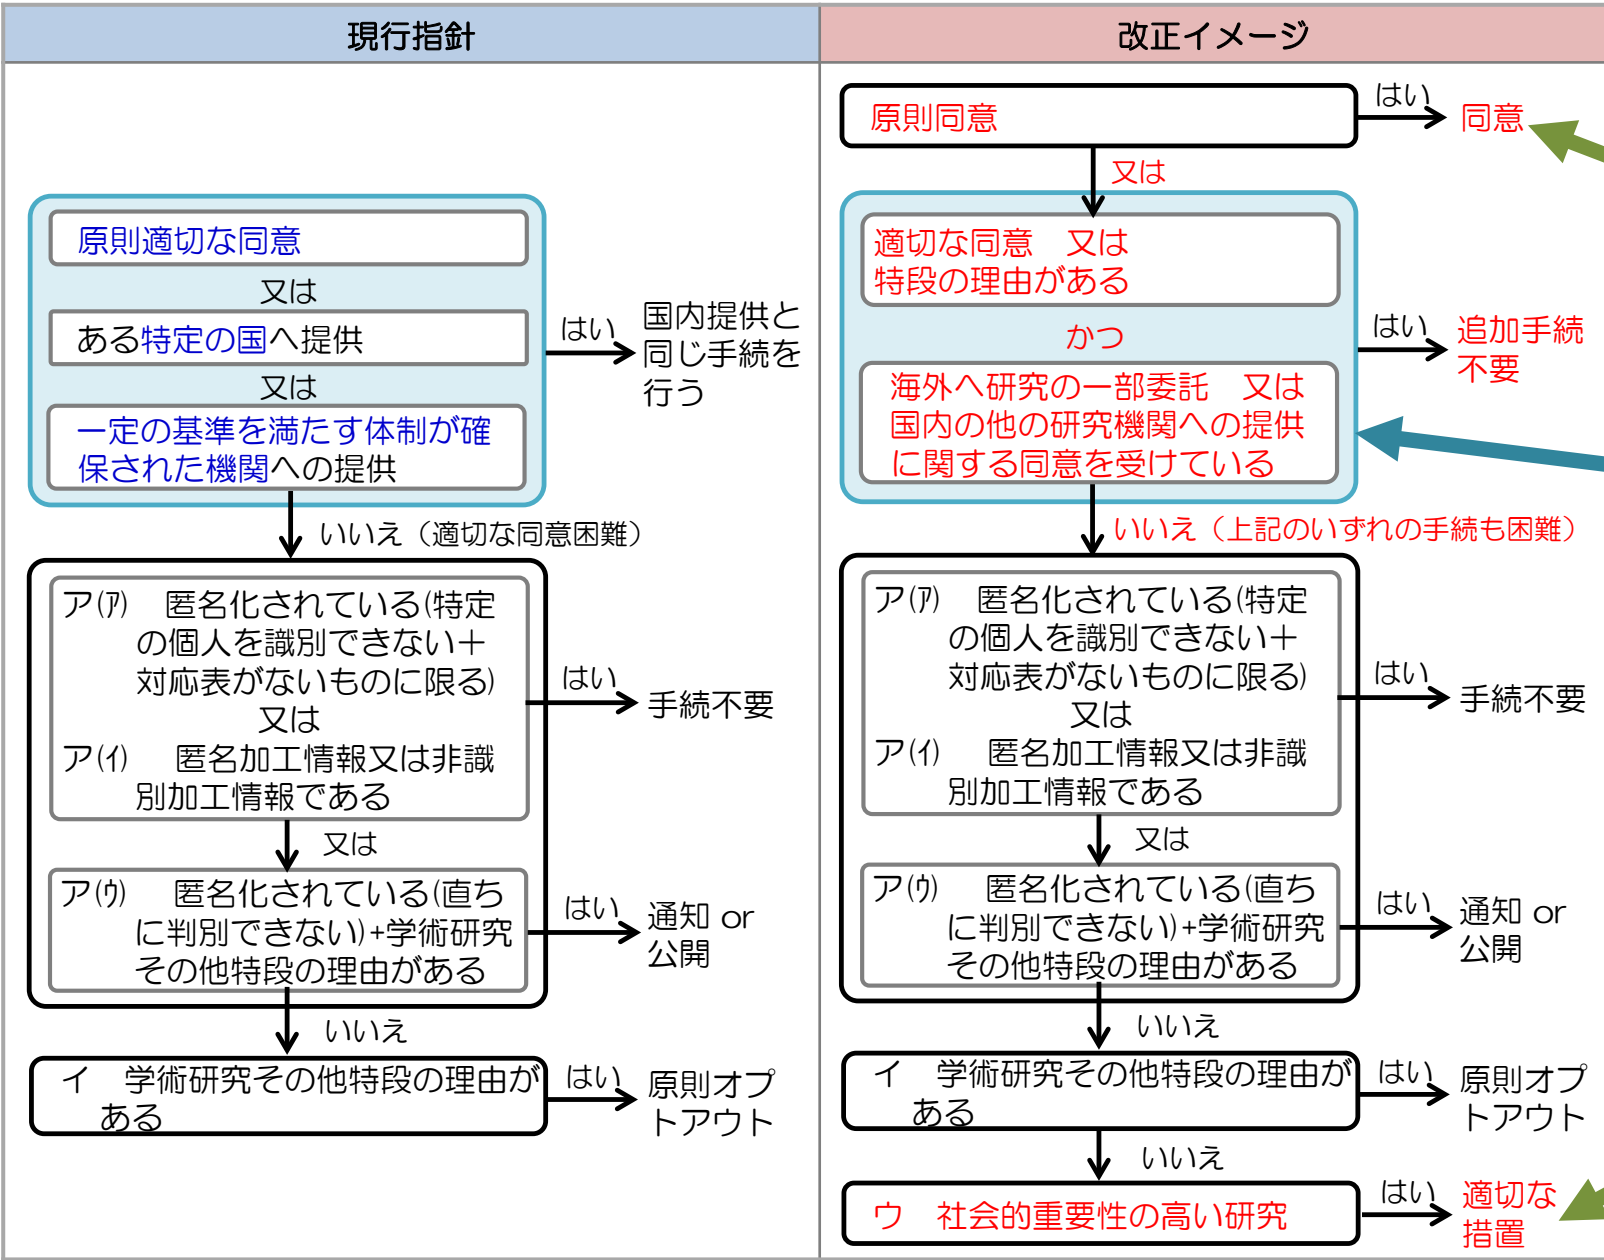 現行指針
原則適切な同意
又は
ある特定の国へ提供
又は
一定の基準を満たす体制が確
保された機関への提供
はい
国内提供と
同じ手続を
行う
いいえ（適切な同意困難）
ア(ｱ)　匿名化されている(特定
の個人を識別できない＋
対応表がないものに限る)
又は
ア(ｲ)　匿名加工情報又は非識
別加工情報である
はい
手続不要
又は
ア(ｳ)　匿名化されている(直ち
に判別できない)+学術研究
その他特段の理由がある
はい
通知 or
公開
いいえ
イ　学術研究その他特段の理由が
ある
はい
原則オプ
トアウト
改正イメージ
原則同意
はい
同意
又は
適切な同意　又は
特段の理由がある
かつ
海外へ研究の一部委託　又は
国内の他の研究機関への提供
に関する同意を受けている
はい
追加手続
不要
いいえ（上記のいずれの手続も困難）
ア(ｱ)　匿名化されている(特定
の個人を識別できない＋
対応表がないものに限る)
又は
ア(ｲ)　匿名加工情報又は非識
別加工情報である
はい
手続不要
又は
ア(ｳ)　匿名化されている(直ち
に判別できない)+学術研究
その他特段の理由がある
はい
通知 or
公開
いいえ
イ　学術研究その他特段の理由が
ある
はい
原則オプ
トアウト
いいえ
ウ　社会的重要性の高い研究
はい
適切な
措置